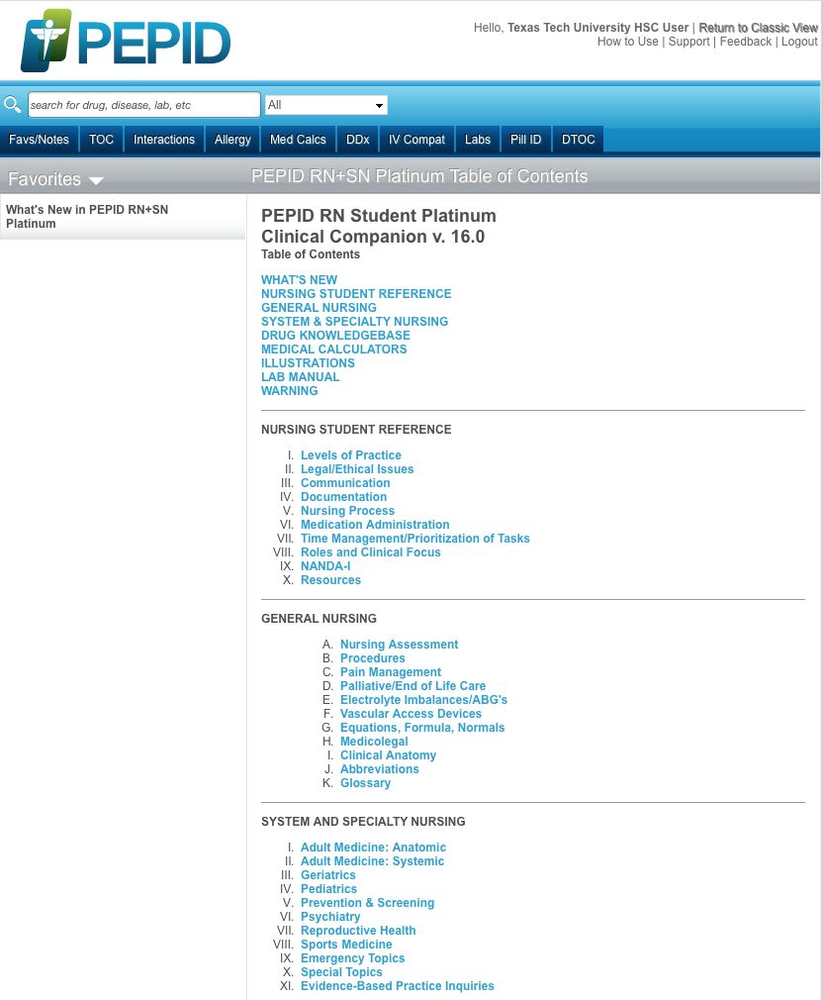 PEPID
Hello, Texas Tech University HSC User | Return to Classic View
How to Use | Support | Feedback | Logout
search for drug, disease, lab, etc
All
Favs/Notes TOC Interactions Allergy Med Calcs DDx IV Compat Labs Pill ID DTOC
Favorites
PEPID RN+SN Platinum Table of Contents
What's New in PEPID RN+SN
Platinum
PEPID RN Student Platinum
Clinical Companion v. 16.0
Table of Contents
WHAT'S NEW
NURSING STUDENT REFERENCE
GENERAL NURSING
SYSTEM & SPECIALTY NURSING
DRUG KNOWLEDGEBASE
MEDICAL CALCULATORS
ILLUSTRATIONS
LAB MANUAL
WARNING
NURSING STUDENT REFERENCE
I. Levels of Practice
II. Legal/Ethical Issues
III. Communication
IV. Documentation
V. Nursing Process
VI. Medication Administration
VII. Time Management/Prioritization of Tasks
VIII. Roles and Clinical Focus
IX. NANDA-I
X. Resources
GENERAL NURSING
A. Nursing Assessment
B. Procedures
C. Pain Management
D. Palliative/End of Life Care
E. Electrolyte Imbalances/ABG's
F. Vascular Access Devices
G. Equations, Formula, Normals
H. Medicolegal
I. Clinical Anatomy
J. Abbreviations
K. Glossary
SYSTEM AND SPECIALTY NURSING
I. Adult Medicine: Anatomic
II. Adult Medicine: Systemic
III. Geriatrics
IV. Pediatrics
V. Prevention & Screening
VI. Psychiatry
VII. Reproductive Health
VIII. Sports Medicine
IX. Emergency Topics
X. Special Topics
XI. Evidence-Based Practice Inquiries